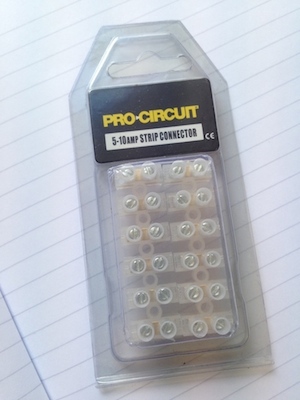 PRO·CIRCUIT
5-10AMP STRIP CONNECTOR
CE